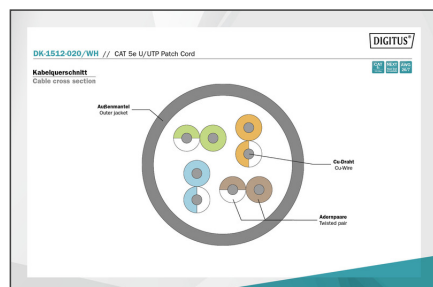 DIGITUS®
DK-1512-020/WH // CAT 5e U/UTP Patch Cord
Kabelquerschnitt
Cable cross section
Außenmantel
Outer jacket
Cu-Draht
Cu-Wire
Adernpaare
Twisted pair